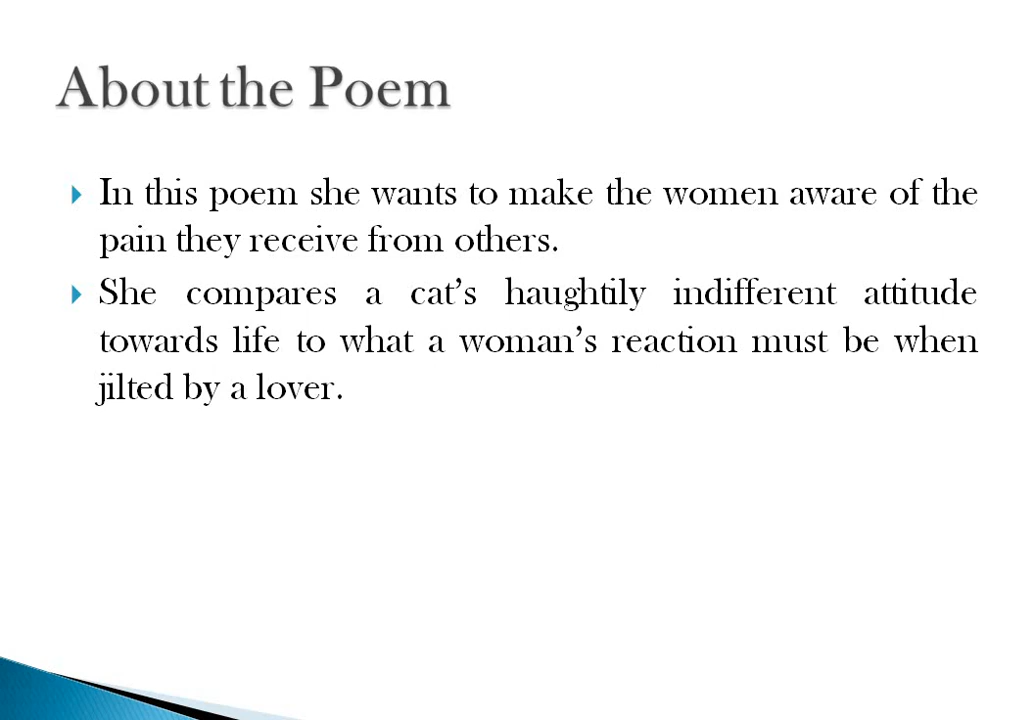 About the Poem
In this poem she wants to make the women aware of the
pain they receive from others.
She compares a cat’s haughtily indifferent attitude
towards life to what a woman’s reaction must be when
jilted by a lover.